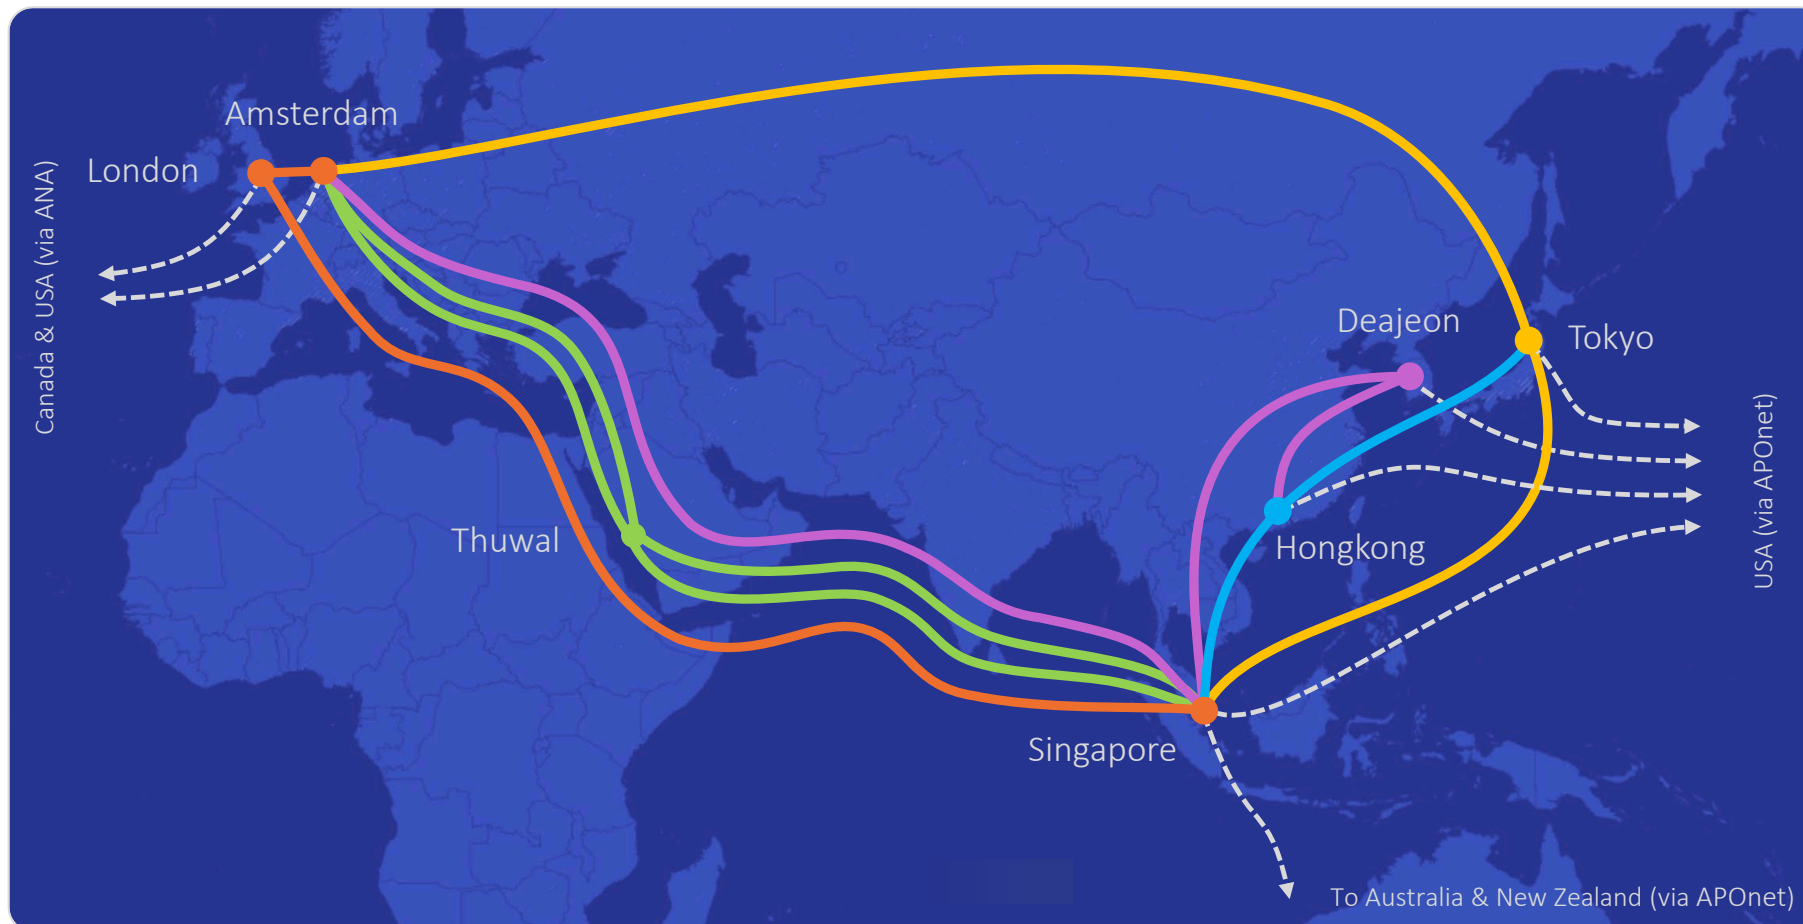 Amsterdam
London
Canada & USA (via ANA)
Deajeon
Tokyo
USA (via APOnet)
Thuwal
Hongkong
Singapore
To Australia & New Zealand (via APOnet)